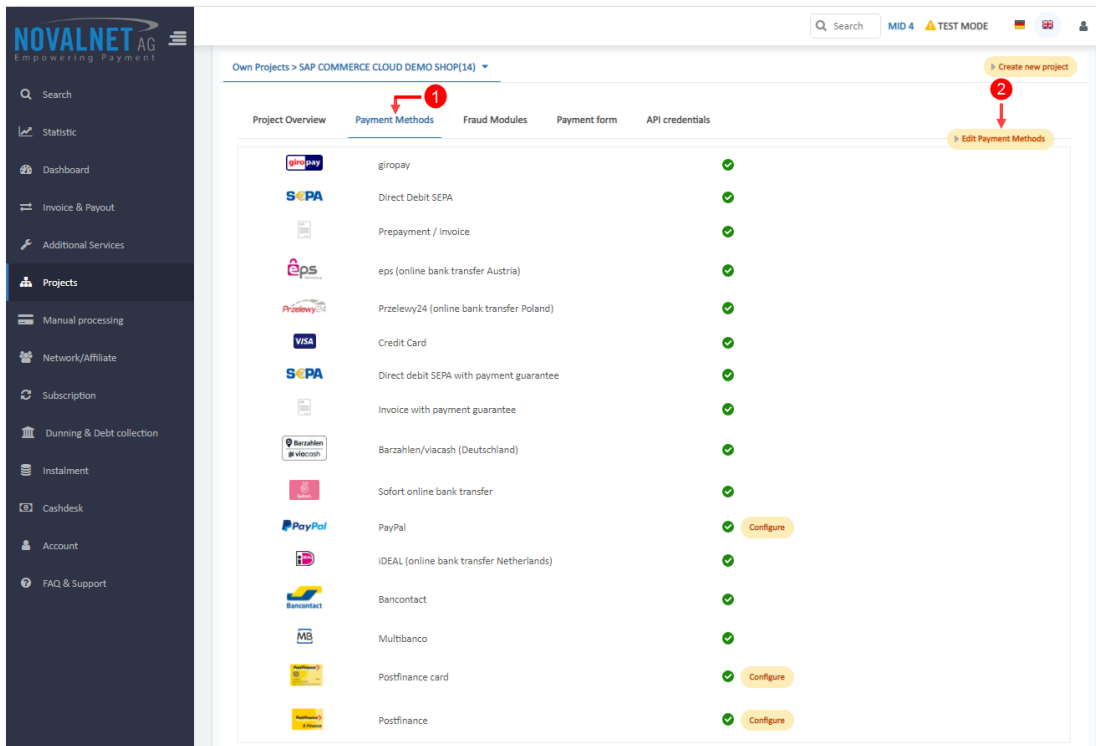 NOVALNET AG
Empowering Payment
Search
MID 4
TEST MODE
Own Projects > SAP COMMERCE CLOUD DEMO SHOP(14)
Create new project
Search
Statistic
Dashboard
Invoice & Payout
Additional Services
Projects
Manual processing
Network/Affiliate
Subscription
Dunning & Debt collection
Instalment
Cashdesk
Account
FAQ & Support
1
2
Project Overview
Payment Methods
Fraud Modules
Payment form
API credentials
Edit Payment Methods
giropay
giropay
SEPA
Direct Debit SEPA
Prepayment / Invoice
eps
eps (online bank transfer Austria)
Przelewy24
Przelewy24 (online bank transfer Poland)
VISA
Credit Card
SEPA
Direct debit SEPA with payment guarantee
Invoice with payment guarantee
Barzahlen
viacash
Barzahlen/viacash (Deutschland)
Sofort online bank transfer
PayPal
PayPal
Configure
iDEAL (online bank transfer Netherlands)
Bancontact
Bancontact
MB
Multibanco
PostFinance
Postfinance card
Configure
PostFinance
E-Finance
Postfinance
Configure